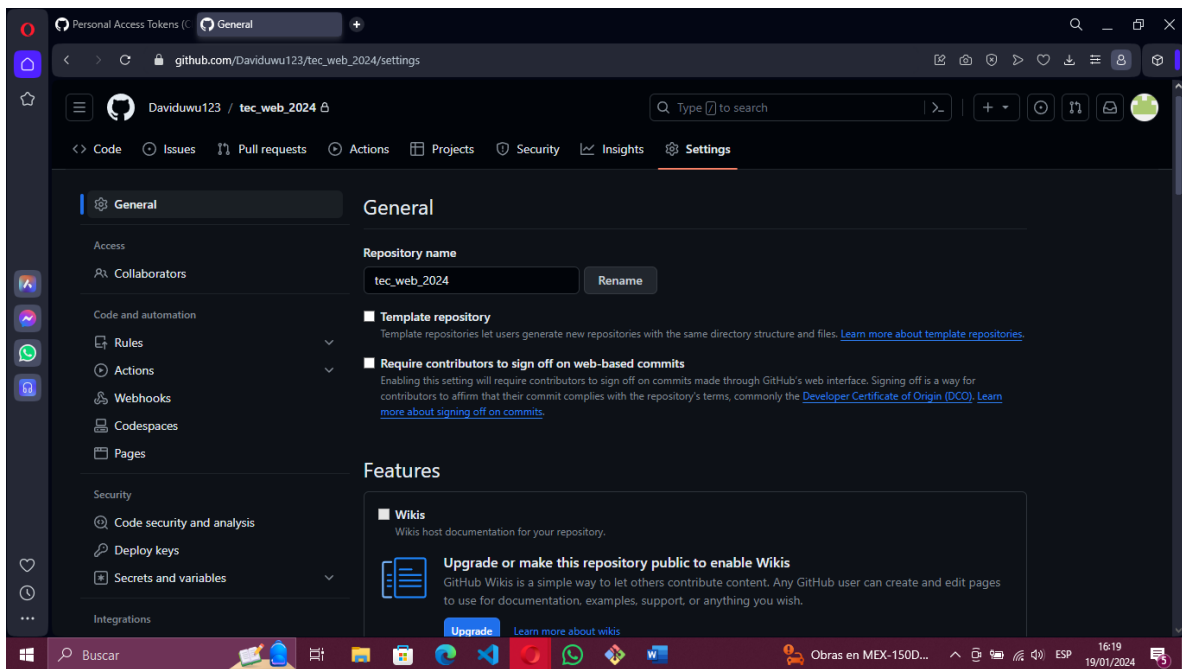 Personal Access Tokens (C
General
github.com/Daviduwu123/tec_web_2024/settings
Daviduwu123 / tec_web_2024
Type / to search
Code
Issues
Pull requests
Actions
Projects
Security
Insights
Settings
General
Access
Collaborators
Code and automation
Rules
Actions
Webhooks
Codespaces
Pages
Security
Code security and analysis
Deploy keys
Secrets and variables
Integrations
General
Repository name
tec_web_2024
Rename
Template repository
Template repositories let users generate new repositories with the same directory structure and files. Learn more about template repositories.
Require contributors to sign off on web-based commits
Enabling this setting will require contributors to sign off on commits made through GitHub's web interface. Signing off is a way for
contributors to affirm that their commit complies with the repository's terms, commonly the Developer Certificate of Origin (DCO). Learn
more about signing off on commits.
Features
Wikis
Wikis host documentation for your repository.
Upgrade or make this repository public to enable Wikis
GitHub Wikis is a simple way to let others contribute content. Any GitHub user can create and edit pages
to use for documentation, examples, support, or anything you wish.
Upgrade
Learn more about wikis
Buscar
Obras en MEX-150D...
ESP
16:19
19/01/2024
5